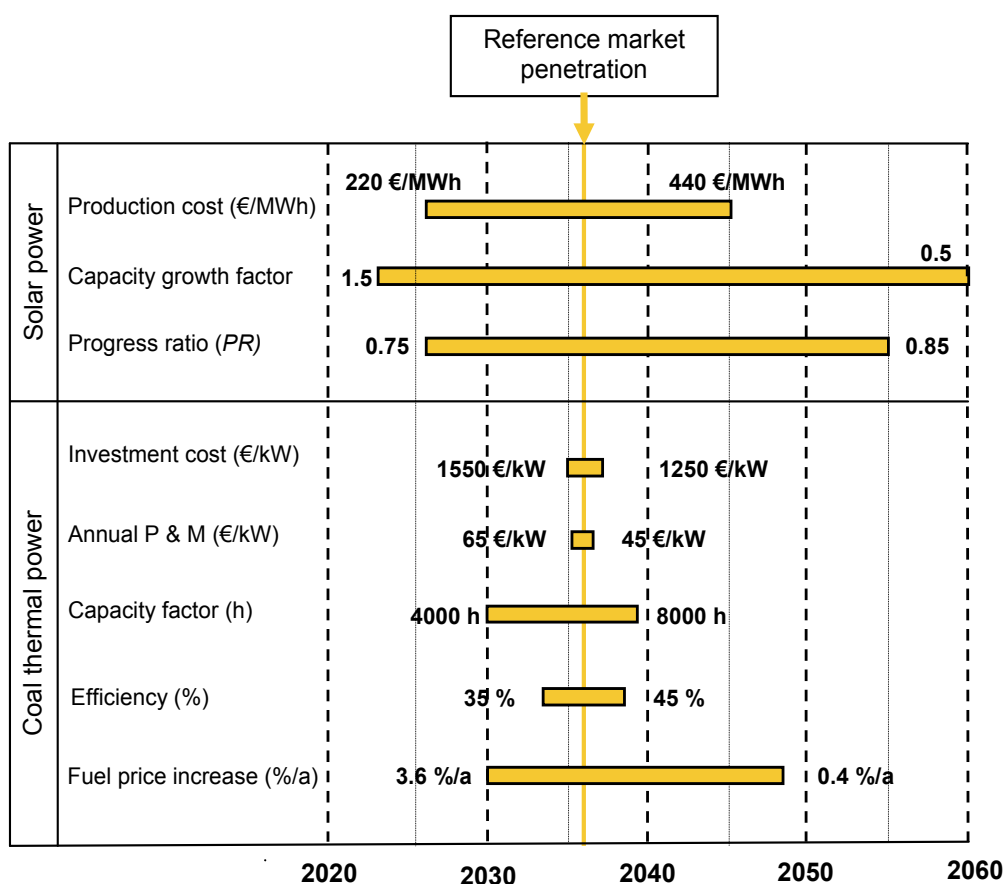 Reference market
penetration
Solar power
220 €/MWh
440 €/MWh
Production cost (€/MWh)
0.5
Capacity growth factor
1.5
Progress ratio (PR)
0.75
0.85
Coal thermal power
Investment cost (€/kW)
1550 €/kW
1250 €/kW
Annual P & M (€/kW)
65 €/kW
45 €/kW
Capacity factor (h)
4000 h
8000 h
Efficiency (%)
35 %
45 %
Fuel price increase (%/a)
3.6 %/a
0.4 %/a
2020
2030
2040
2050
2060